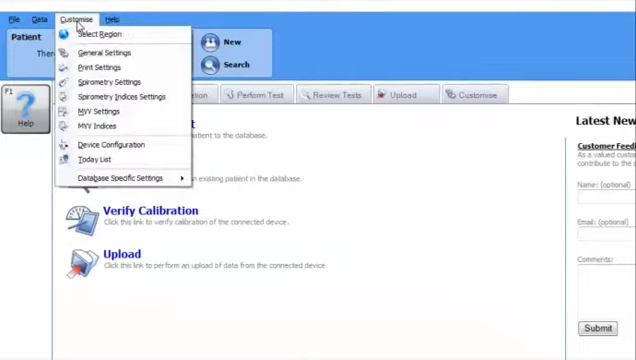 File Data Customise Help
Select Region
General Settings
Print Settings
Spirometry Settings
Spirometry Indices Settings
MVV Settings
MVV Indices
Device Configuration
Today List
Database Specific Settings
Patient
New
Search
F1
Help
Perform Test Review Tests Upload Customise
patient to the database.
an existing patient in the database.
Verify Calibration
Click this link to verify calibration of the connected device.
Upload
Click this link to perform an upload of data from the connected device.
Latest New
Customer Feed
As a valued custom
contribute to the c
Name: (optional)
Email: (optional)
Comments:
Submit